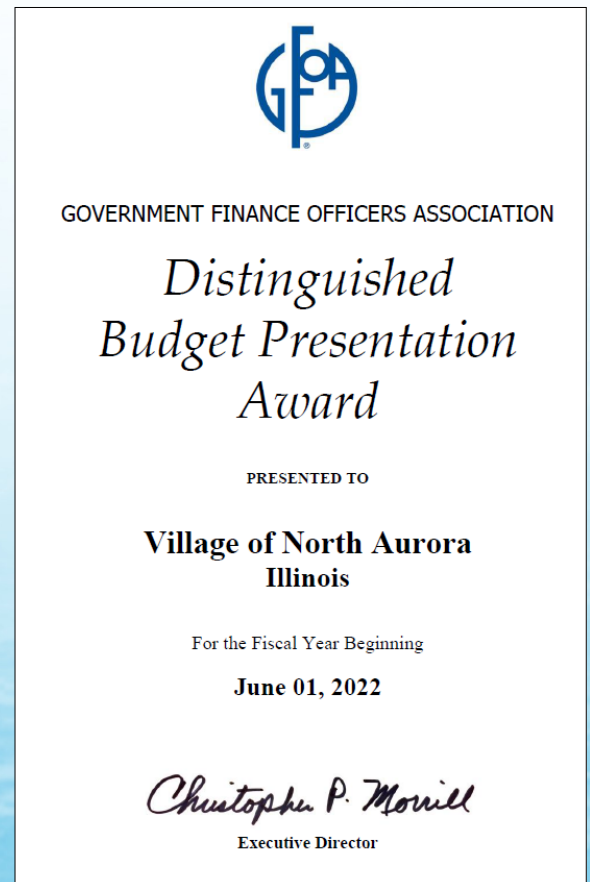 GFOA
GOVERNMENT FINANCE OFFICERS ASSOCIATION
Distinguished
Budget Presentation
Award
PRESENTED TO
Village of North Aurora
Illinois
For the Fiscal Year Beginning
June 01, 2022
Christopher P. Morrill
Executive Director